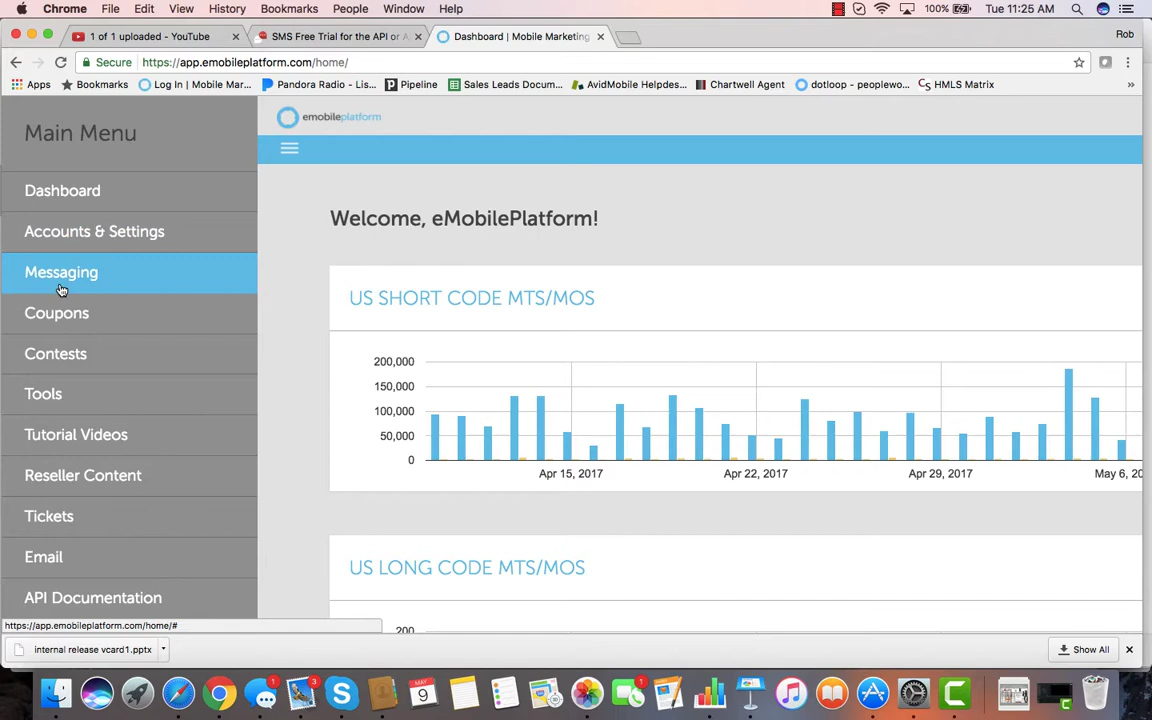 Chrome File Edit View History Bookmarks People Window Help 100% Tue 11:25 AM
1 of 1 uploaded - YouTube SMS Free Trial for the API or A Dashboard | Mobile Marketing Rob
Secure https://app.emobileplatform.com/home/
Apps Bookmarks Log In | Mobile Mar... Pandora Radio - Lis... Pipeline Sales Leads Docum... AvidMobile Helpdes... Chartwell Agent dotloop - peoplewo... CS HMLS Matrix »
Main Menu
Dashboard
Accounts & Settings
Messaging
Coupons
Contests
Tools
Tutorial Videos
Reseller Content
Tickets
Email
API Documentation
emobileplatform
Welcome, eMobilePlatform!
US SHORT CODE MTS/MOS
200,000
150,000
100,000
50,000
0
Apr 15, 2017 Apr 22, 2017 Apr 29, 2017 May 6, 20
US LONG CODE MTS/MOS
200
https://app.emobileplatform.com/home/#
internal release vcard1.pptx Show All
1 3 MAY 9 1